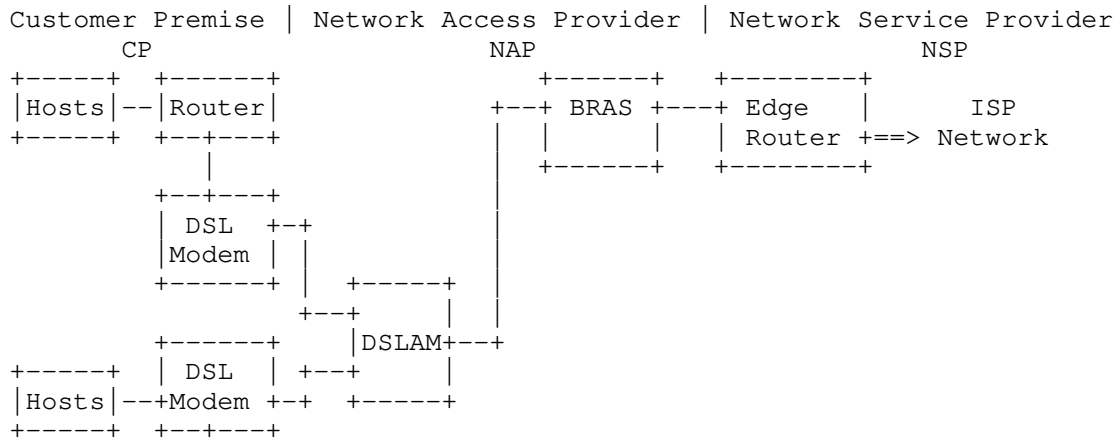 Customer Premise | Network Access Provider | Network Service Provider
CP NAP NSP
Hosts Router BRAS Edge ISP
Router ==> Network
DSL
Modem
DSLAM
DSL
Hosts Modem